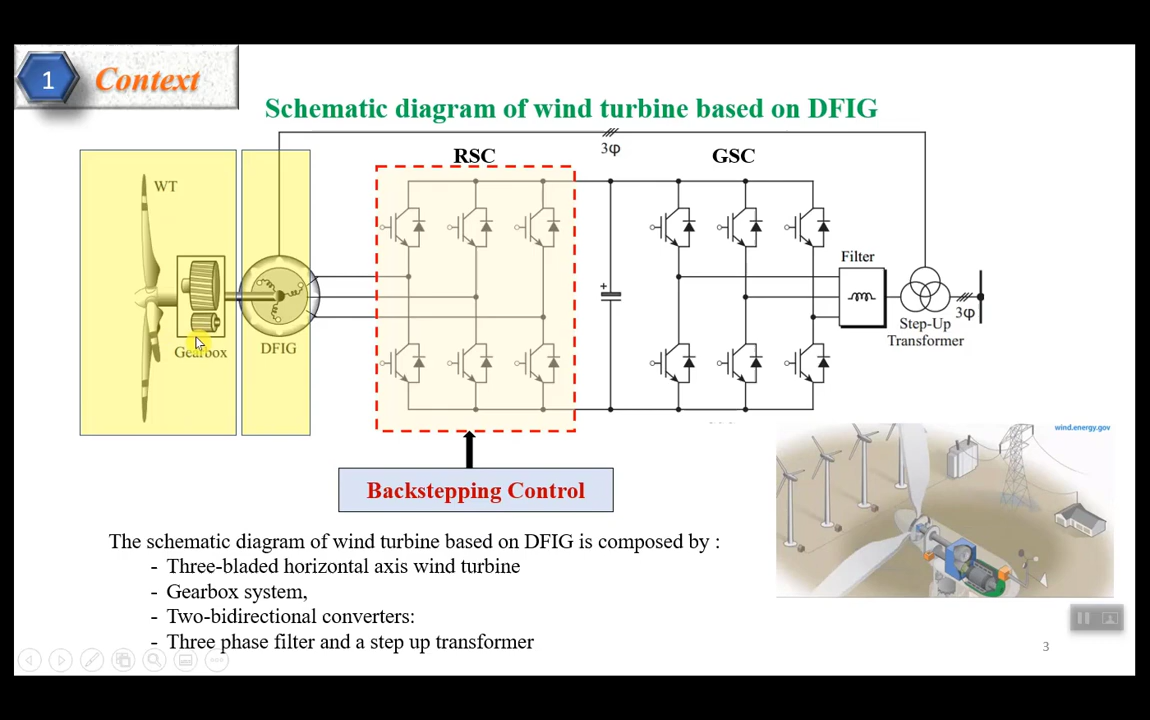 1 Context
Schematic diagram of wind turbine based on DFIG
3φ
RSC
GSC
WT
Filter
+
3φ
Step-Up
Transformer
Gearbox
DFIG
wind.energy.gov
Backstepping Control
The schematic diagram of wind turbine based on DFIG is composed by :
- Three-bladed horizontal axis wind turbine
- Gearbox system,
- Two-bidirectional converters:
- Three phase filter and a step up transformer
3